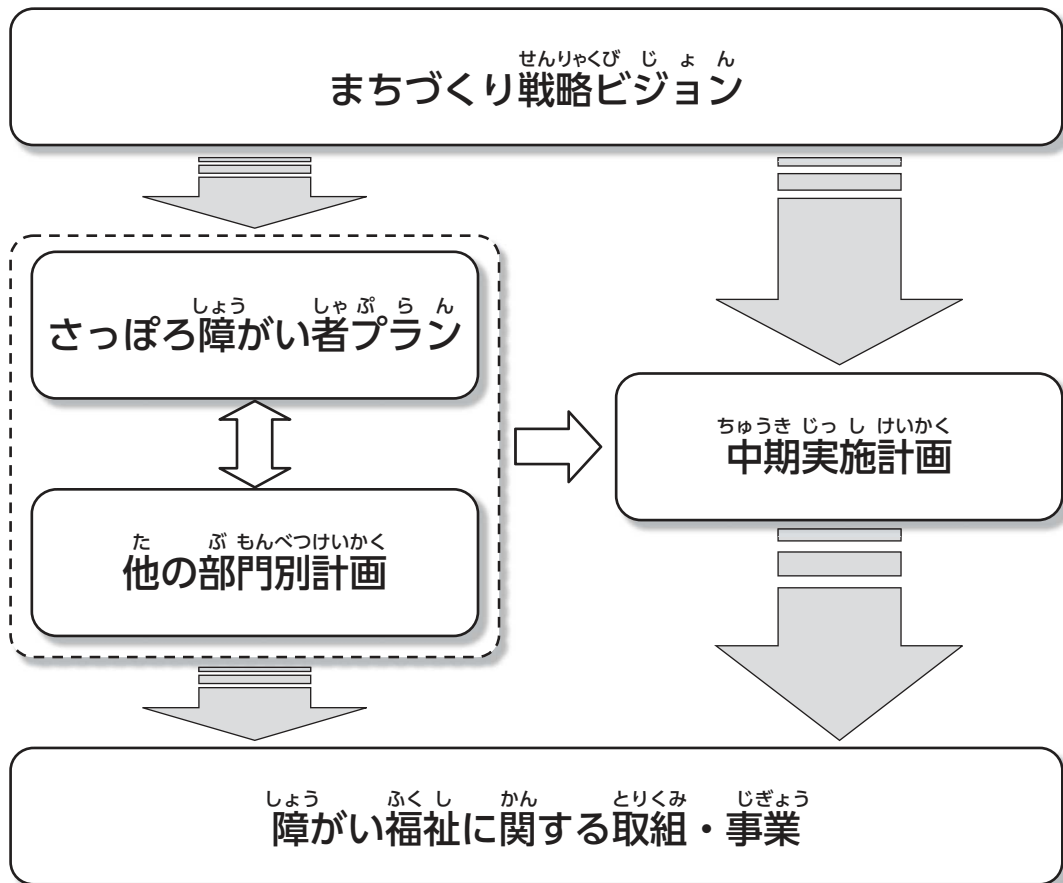 せんりゃくびじょん
まちづくり戦略ビジョン
しょう しゃぷらん
さっぽろ障がい者プラン
ちゅうきじっしけいかく
中期実施計画
た ぶもんべつけいかく
他の部門別計画
しょう ふくし かん とりくみ じぎょう
障がい福祉に関する取組・事業